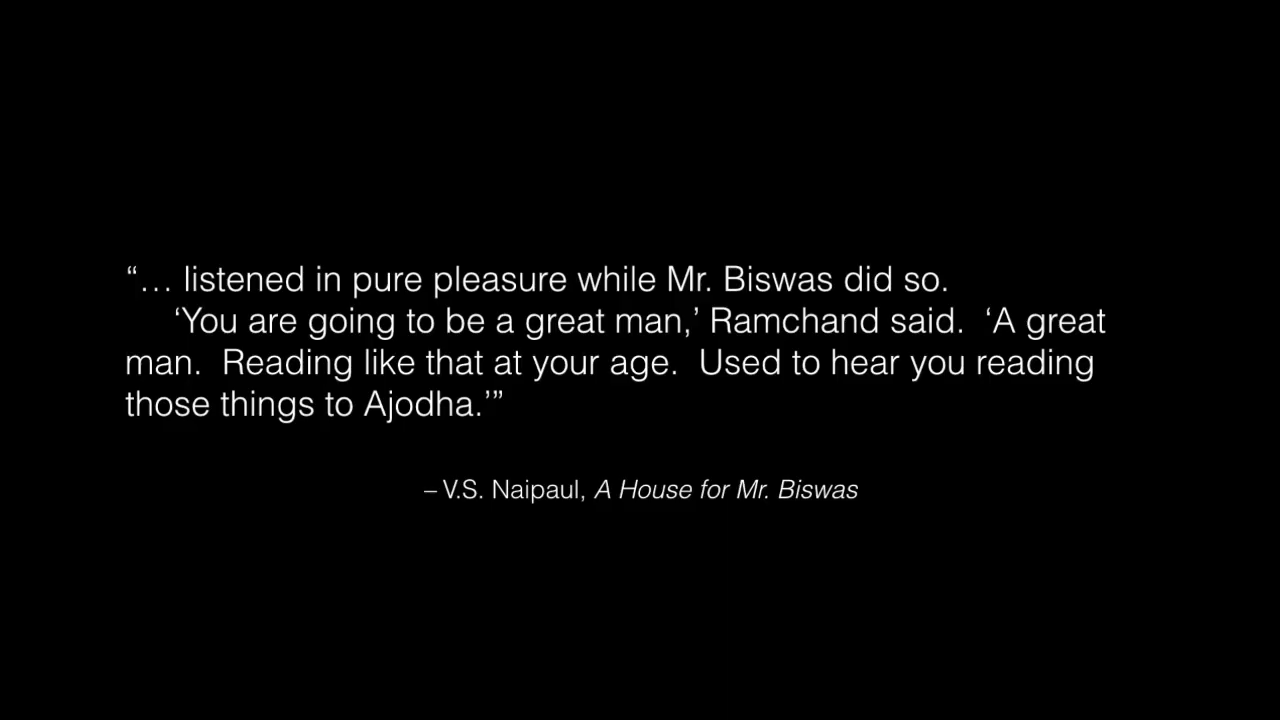 “… listened in pure pleasure while Mr. Biswas did so.
‘You are going to be a great man,’ Ramchand said.  ‘A great
man.  Reading like that at your age.  Used to hear you reading
those things to Ajodha.’”
– V.S. Naipaul, A House for Mr. Biswas